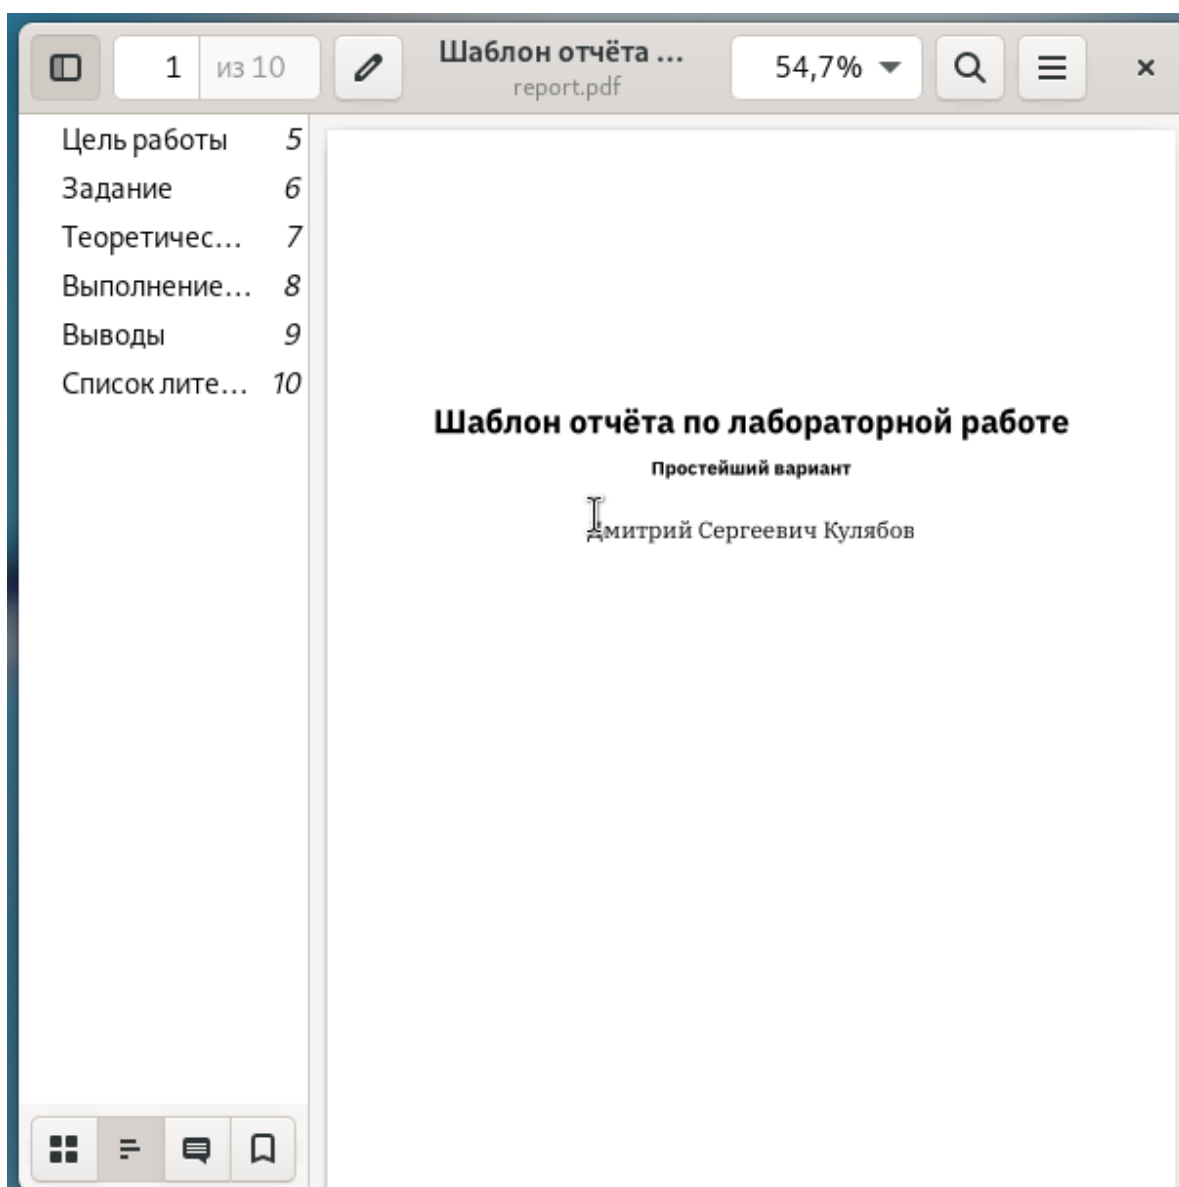 1 из 10 Шаблон отчёта ... 54,7%
report.pdf
Цель работы 5
Задание 6
Теоретичес... 7
Выполнение... 8
Выводы 9
Список лите... 10
Шаблон отчёта по лабораторной работе
Простейший вариант
Дмитрий Сергеевич Кулябов